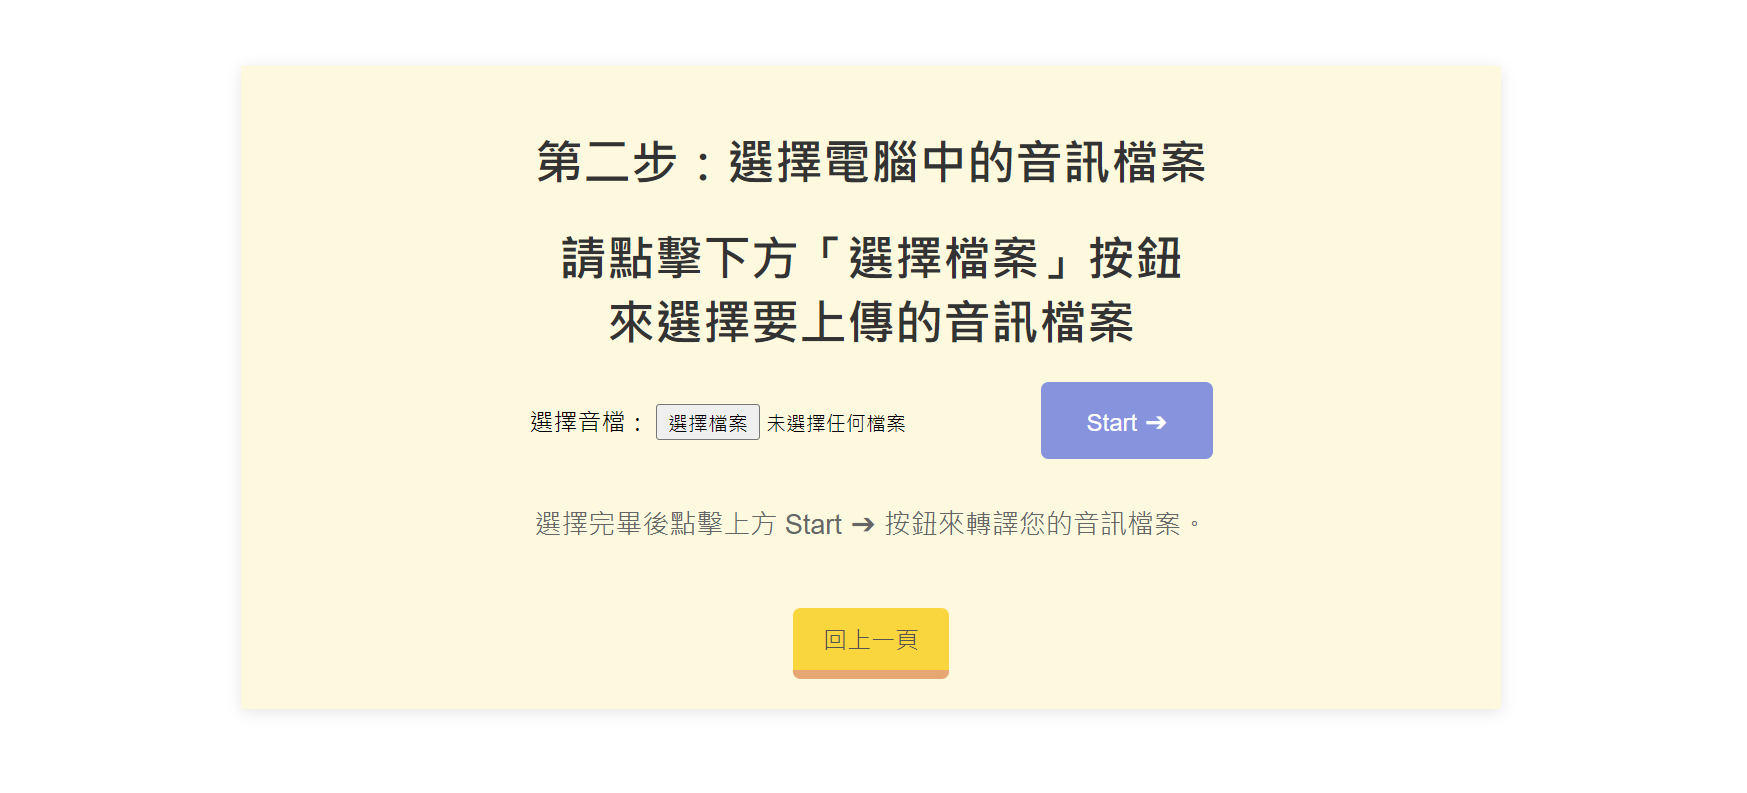 第二步：選擇電腦中的音訊檔案
請點擊下方「選擇檔案」按鈕
來選擇要上傳的音訊檔案
選擇音檔： 選擇檔案 未選擇任何檔案 Start ➔
選擇完畢後點擊上方 Start ➔ 按鈕來轉譯您的音訊檔案。
回上一頁